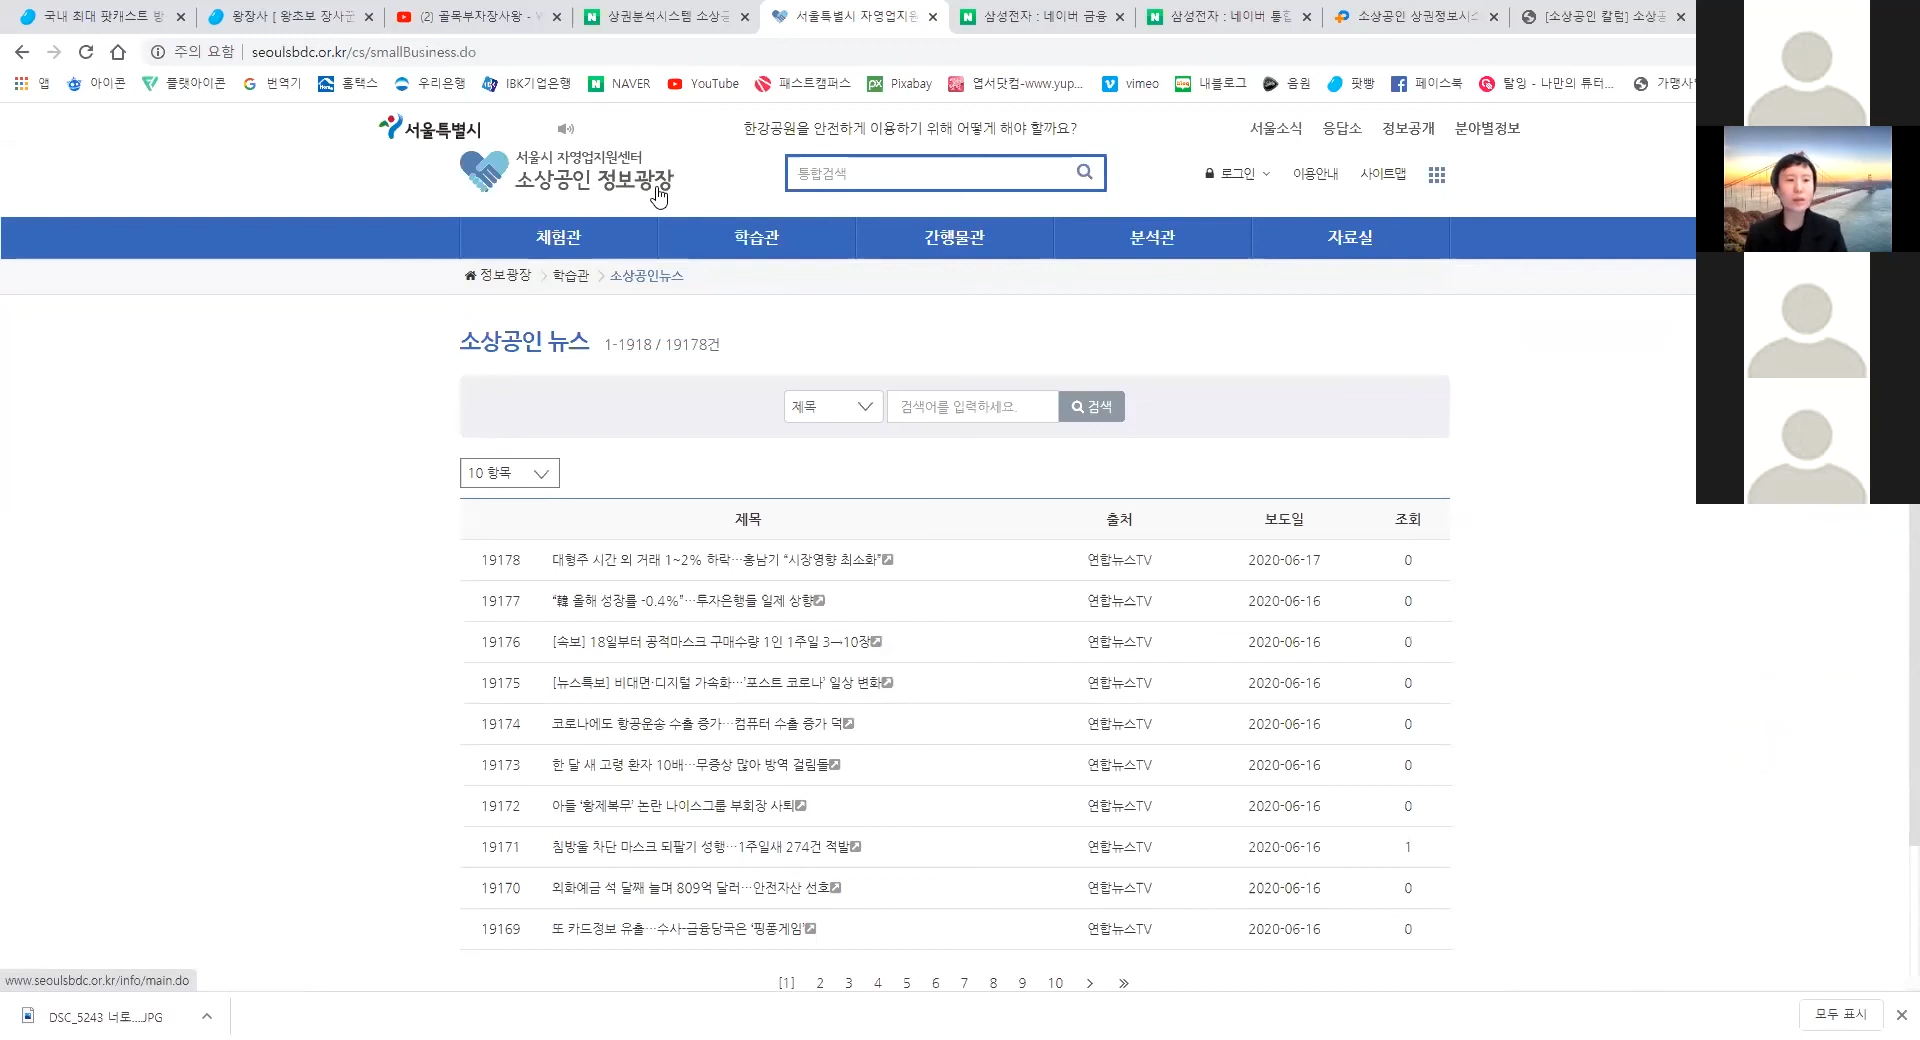 국내 최대 팟캐스트 방
왕장사 [ 왕초보 장사꾼
(2) 골목부자장사왕 - Y
상권분석시스템 소상공
서울특별시 자영업지원
삼성전자 : 네이버 금융
삼성전자 : 네이버 통합
소상공인 상권정보시스
[소상공인 칼럼] 소상공
주의 요함 seoulsbdc.or.kr/cs/smallBusiness.do
앱 아이콘 플랫아이콘 번역기 홈택스 우리은행 IBK기업은행 NAVER YouTube 패스트캠퍼스 Pixabay 엽서닷컴-www.yup... vimeo 내블로그 음원 팟빵 페이스북 탈잉 - 나만의 튜터... 가맹사
서울특별시
한강공원을 안전하게 이용하기 위해 어떻게 해야 할까요?
서울소식 응답소 정보공개 분야별정보
서울시 자영업지원센터
소상공인 정보광장
통합검색
로그인 이용안내 사이트맵
체험관 학습관 간행물관 분석관 자료실
정보광장 > 학습관 > 소상공인뉴스
소상공인 뉴스 1-1918 / 19178건
제목 검색어를 입력하세요. 검색
10 항목
제목 출처 보도일 조회
19178 대형주 시간 외 거래 1~2% 하락…홍남기 “시장영향 최소화” 연합뉴스TV 2020-06-17 0
19177 “韓 올해 성장률 -0.4%”…투자은행들 일제 상향 연합뉴스TV 2020-06-16 0
19176 [속보] 18일부터 공적마스크 구매수량 1인 1주일 3→10장 연합뉴스TV 2020-06-16 0
19175 [뉴스특보] 비대면·디지털 가속화…’포스트 코로나’ 일상 변화 연합뉴스TV 2020-06-16 0
19174 코로나에도 항공운송 수출 증가…컴퓨터 수출 증가 덕 연합뉴스TV 2020-06-16 0
19173 한 달 새 고령 환자 10배…무증상 많아 방역 걸림돌 연합뉴스TV 2020-06-16 0
19172 아들 ‘황제복무’ 논란 나이스그룹 부회장 사퇴 연합뉴스TV 2020-06-16 0
19171 침방울 차단 마스크 되팔기 성행…1주일새 274건 적발 연합뉴스TV 2020-06-16 1
19170 외화예금 석 달째 늘며 809억 달러…안전자산 선호 연합뉴스TV 2020-06-16 0
19169 또 카드정보 유출…수사-금융당국은 ‘핑퐁게임’ 연합뉴스TV 2020-06-16 0
[1] 2 3 4 5 6 7 8 9 10 > »
www.seoulsbdc.or.kr/info/main.do
DSC_5243 너로....JPG
모두 표시